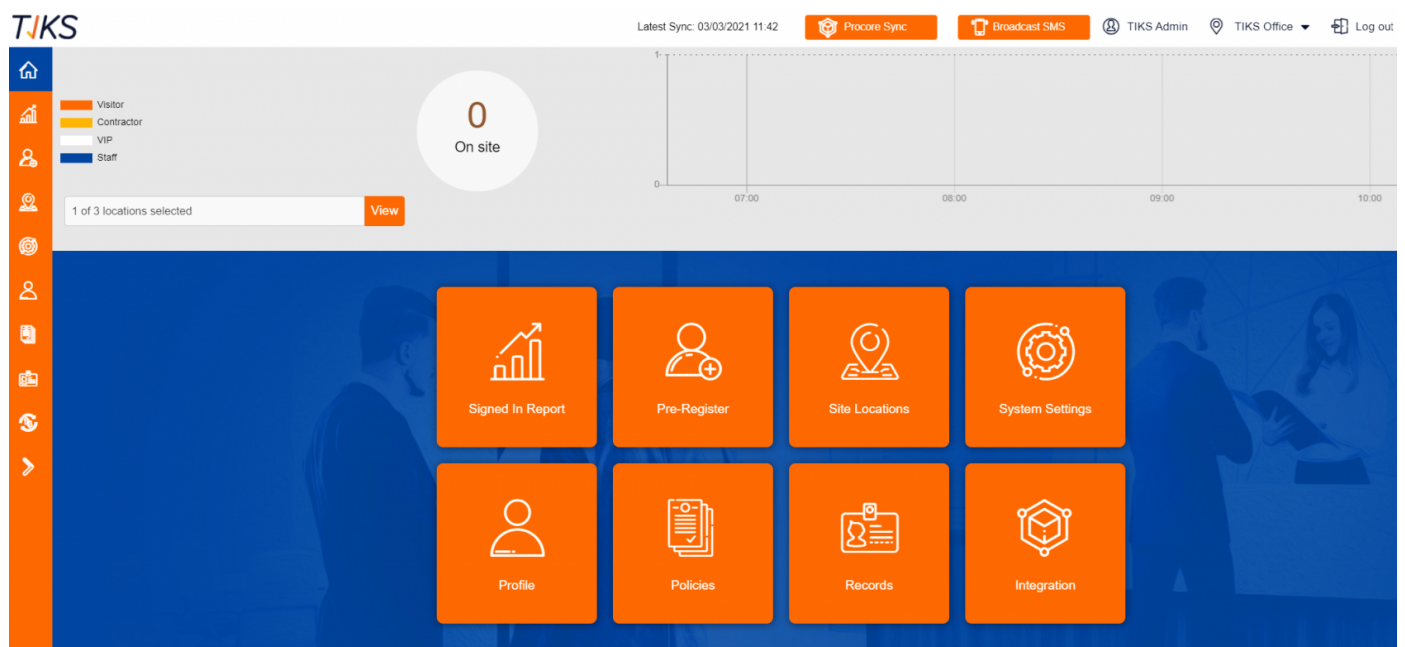 TIKS
Latest Sync: 03/03/2021 11:42
Procore Sync
Broadcast SMS
TIKS Admin
TIKS Office
Log out
Visitor
Contractor
VIP
Staff
0
On site
1 of 3 locations selected
View
1
0
07:00
08:00
09:00
10:00
Signed In Report
Pre-Register
Site Locations
System Settings
Profile
Policies
Records
Integration